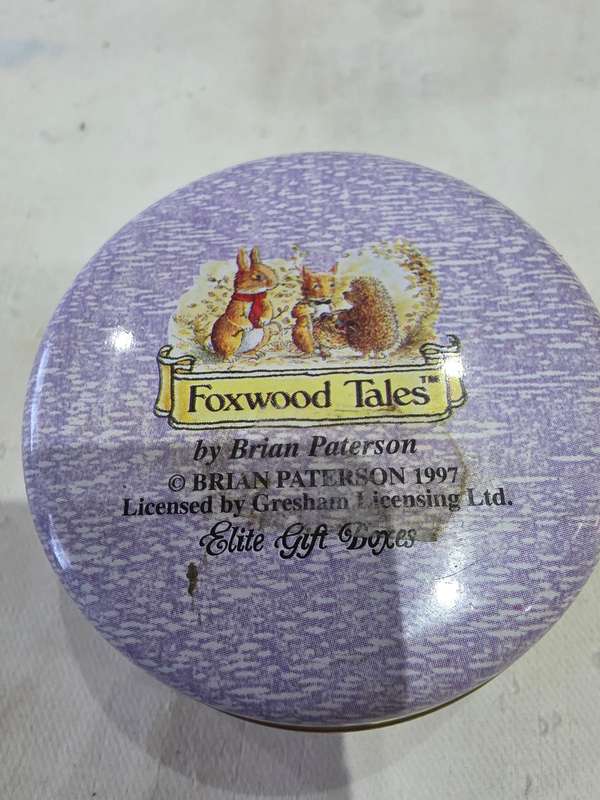 Foxwood Tales™
by Brian Paterson
© BRIAN PATERSON 1997
Licensed by Gresham Licensing Ltd.
Elite Gift Boxes